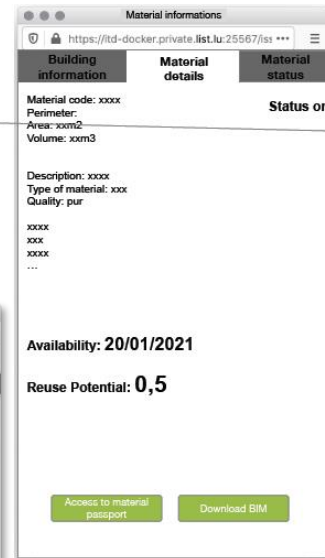 Material informations
https://itd-docker.private.list.lu:25567/iss
Building information
Material details
Material status
Material code: xxxx
Status or
Perimeter:
Area: xxm2
Volume: xxm3
Description: xxxx
Type of material: xxx
Quality: pur
xxxx
xxx
xxxx
...
Availability: 20/01/2021
Reuse Potential: 0,5
Access to material passport
Download BIM